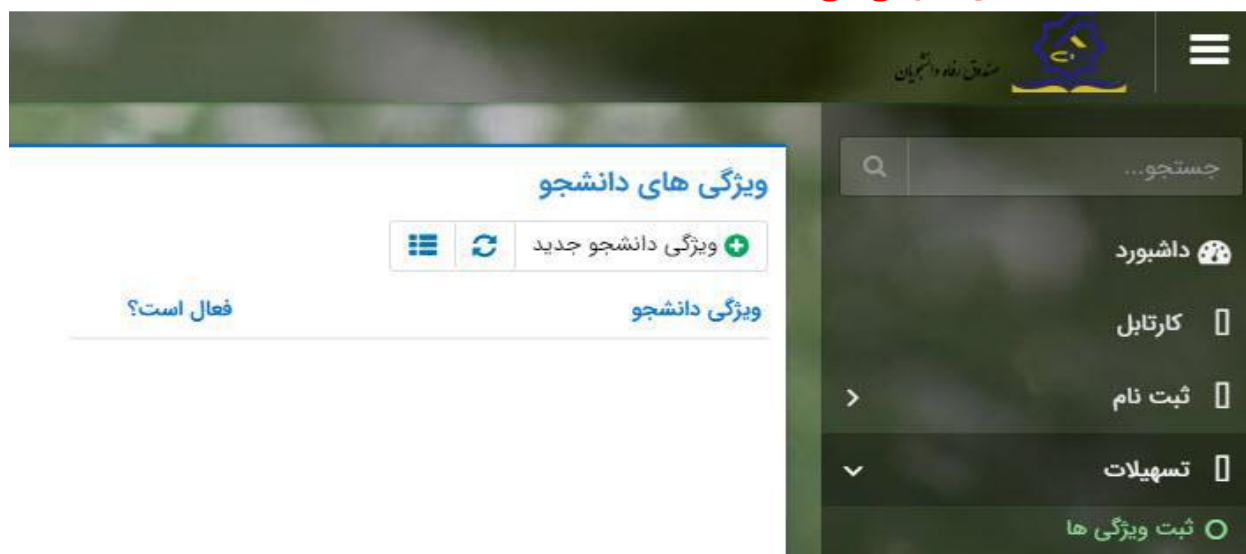 صندوق رفاه دانشجویان
جستجو...
داشبورد
کارتابل
ثبت نام
تسهیلات
ثبت ویژگی ها
ویژگی های دانشجو
ویژگی دانشجو جدید
ویژگی دانشجو فعال است؟